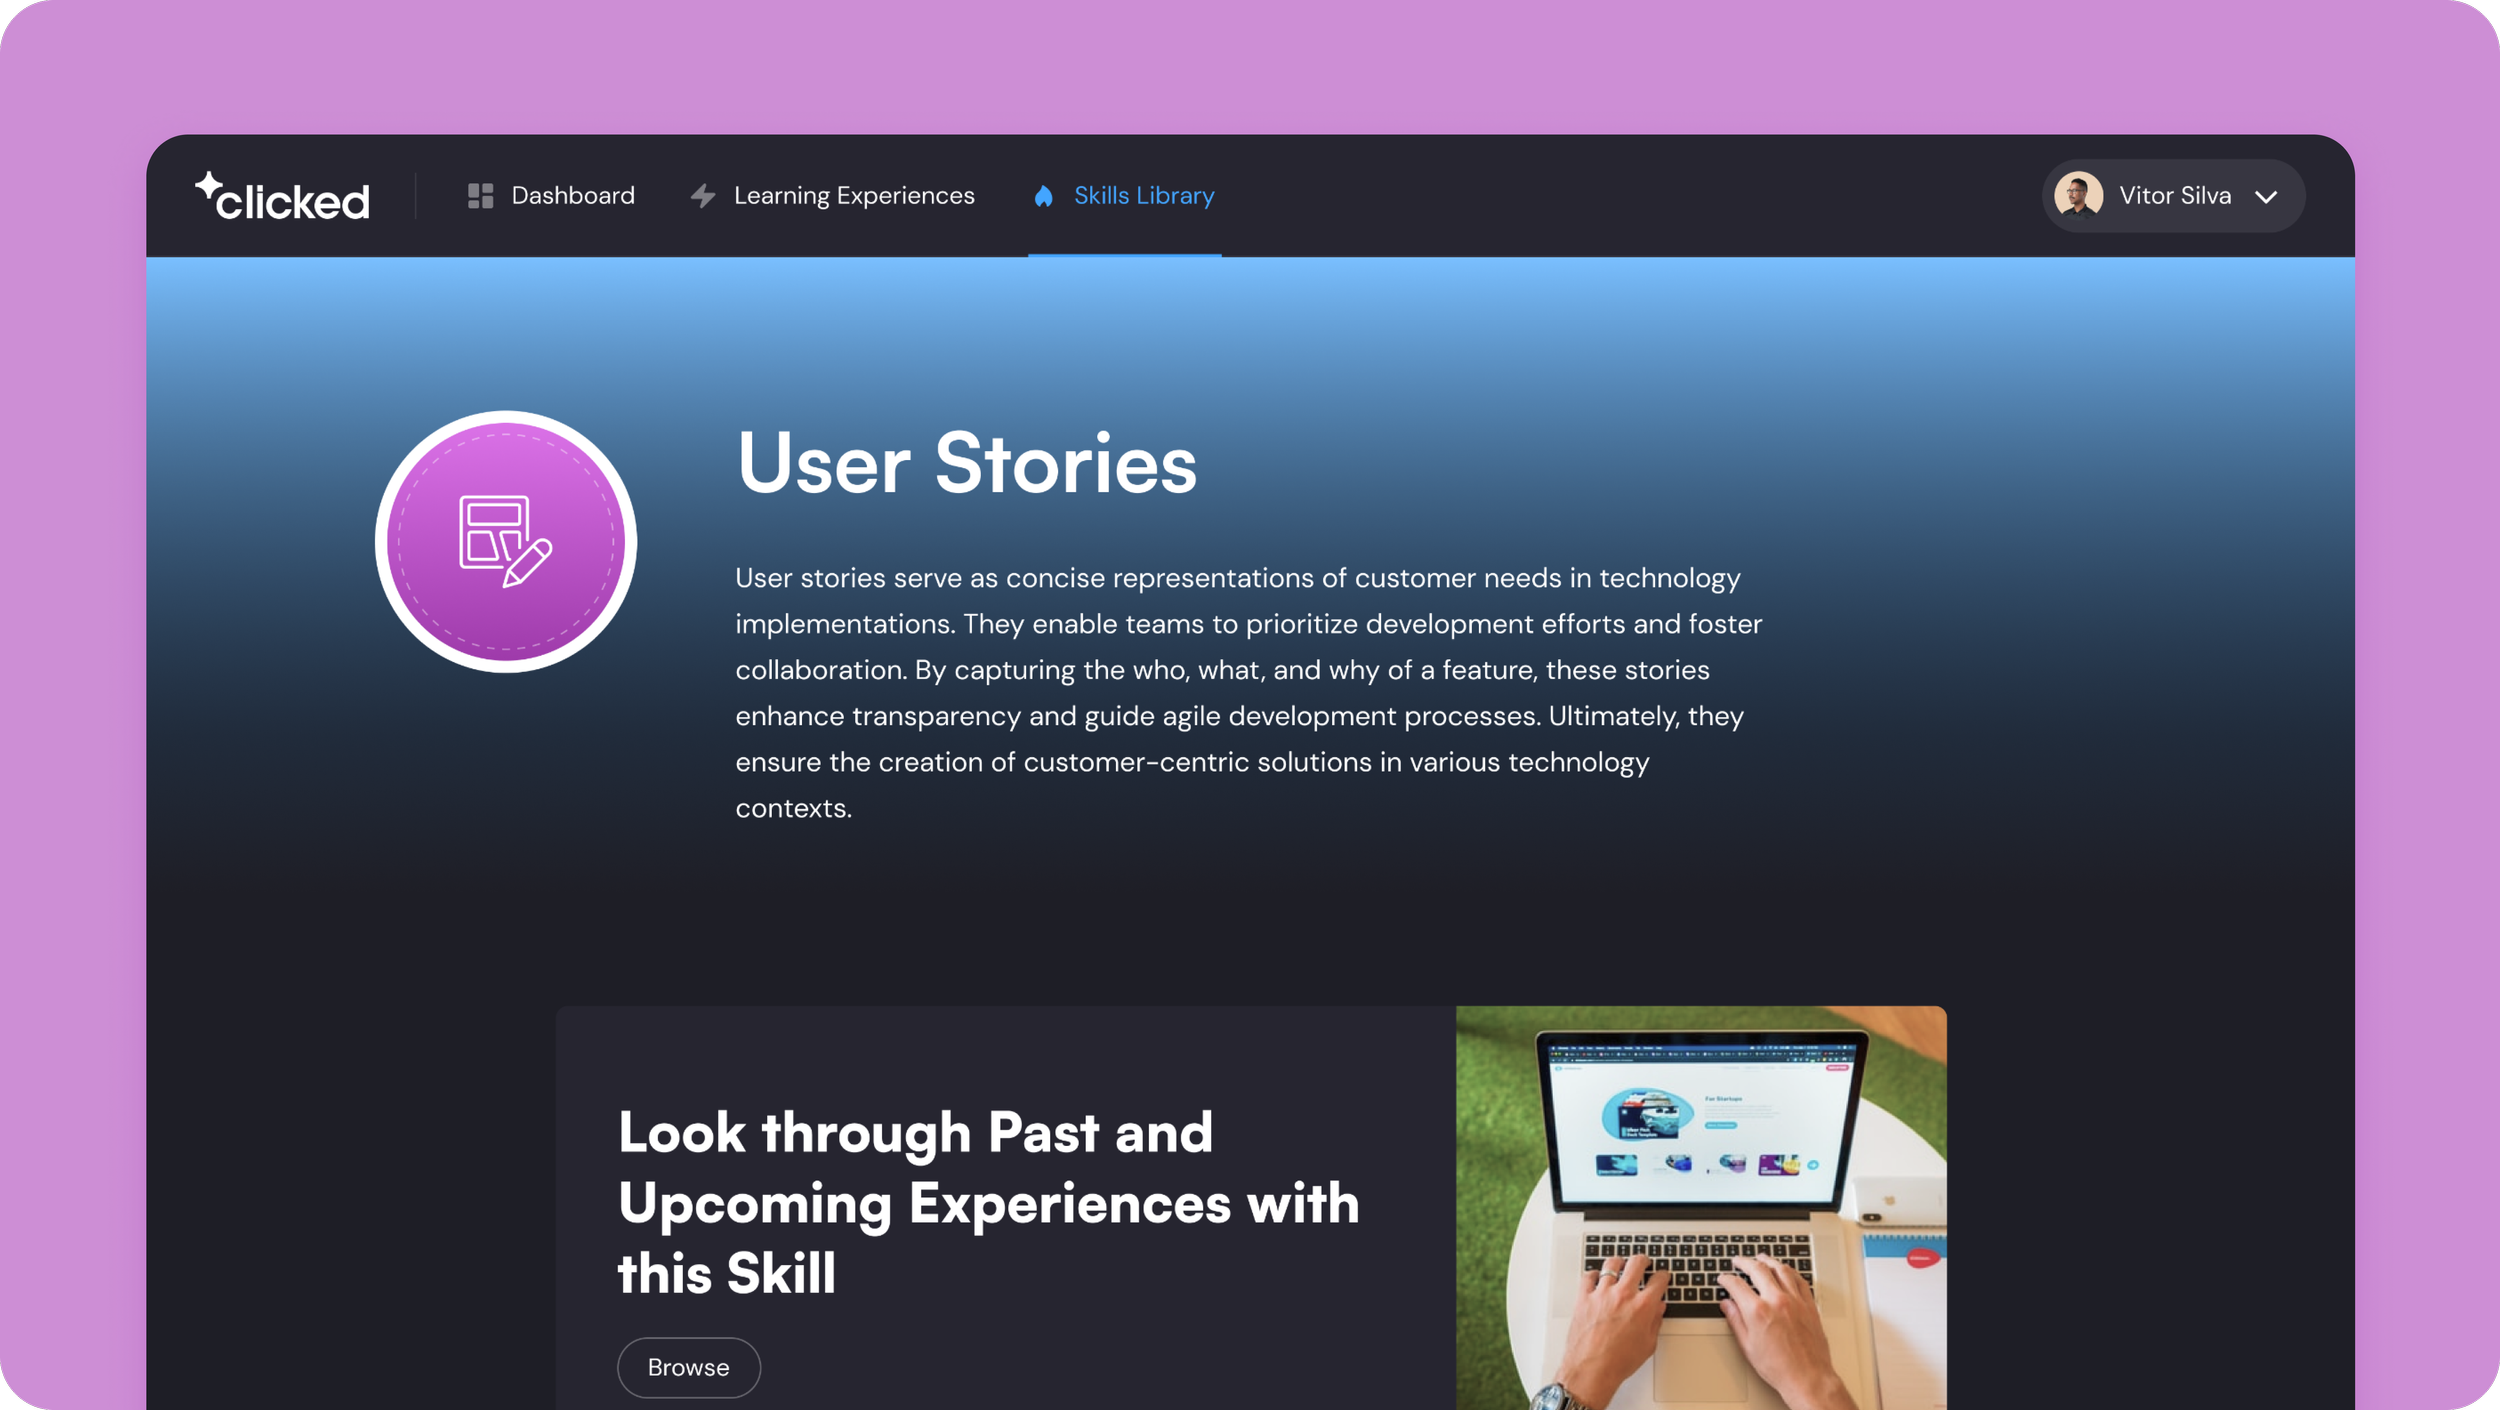 clicked
Dashboard
Learning Experiences
Skills Library
Vitor Silva
User Stories
User stories serve as concise representations of customer needs in technology
implementations. They enable teams to prioritize development efforts and foster
collaboration. By capturing the who, what, and why of a feature, these stories
enhance transparency and guide agile development processes. Ultimately, they
ensure the creation of customer-centric solutions in various technology
contexts.
Look through Past and
Upcoming Experiences with
this Skill
Browse
For Startups